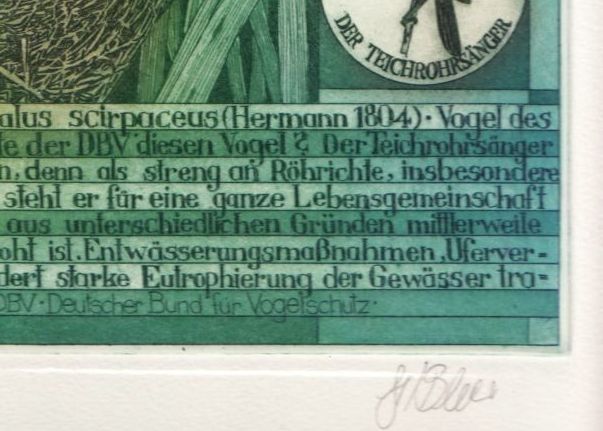 DER TEICHROHRSÄNGER
alus scirpaceus (Hermann 1804) · Vogel des
fe der DBV diesen Vogel? Der Teichrohrsänger
n, denn als streng an Röhrichte, insbesondere
steht er für eine ganze Lebensgemeinschaft
aus unterschiedlichen Gründen mittlerweile
oht ist. Entwässerungsmaßnahmen, Uferver-
dert starke Eutrophierung der Gewässer tra-
DBV · Deutscher Bund für Vogelschutz ·